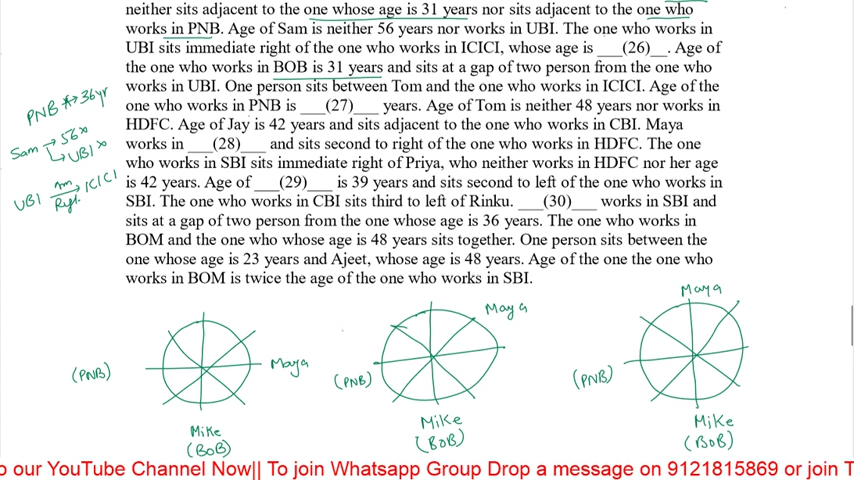 neither sits adjacent to the one whose age is 31 years nor sits adjacent to the one who
works in PNB. Age of Sam is neither 56 years nor works in UBI. The one who works in
UBI sits immediate right of the one who works in ICICI, whose age is ___(26)__. Age of
the one who works in BOB is 31 years and sits at a gap of two person from the one who
works in UBI. One person sits between Tom and the one who works in ICICI. Age of the
one who works in PNB is ___(27)___ years. Age of Tom is neither 48 years nor works in
HDFC. Age of Jay is 42 years and sits adjacent to the one who works in CBI. Maya
works in ___(28)___ and sits second to right of the one who works in HDFC. The one
who works in SBI sits immediate right of Priya, who neither works in HDFC nor her age
is 42 years. Age of ___(29)___ is 39 years and sits second to left of the one who works in
SBI. The one who works in CBI sits third to left of Rinku. ___(30)___ works in SBI and
sits at a gap of two person from the one whose age is 36 years. The one who works in
BOM and the one whose age is 48 years sits together. One person sits between the
one whose age is 23 years and Ajeet, whose age is 48 years. Age of the one the one who
works in BOM is twice the age of the one who works in SBI.
PNB 36yr
Sam → 56 x
↳ UBI x
UBI Im Right ICICI
Maya
(PNB)
Mike
(BOB)
Maya
(PNB)
Mike
(BOB)
Maya
(PNB)
Mike
(BOB)
o our YouTube Channel Now|| To join Whatsapp Group Drop a message on 9121815869 or join T